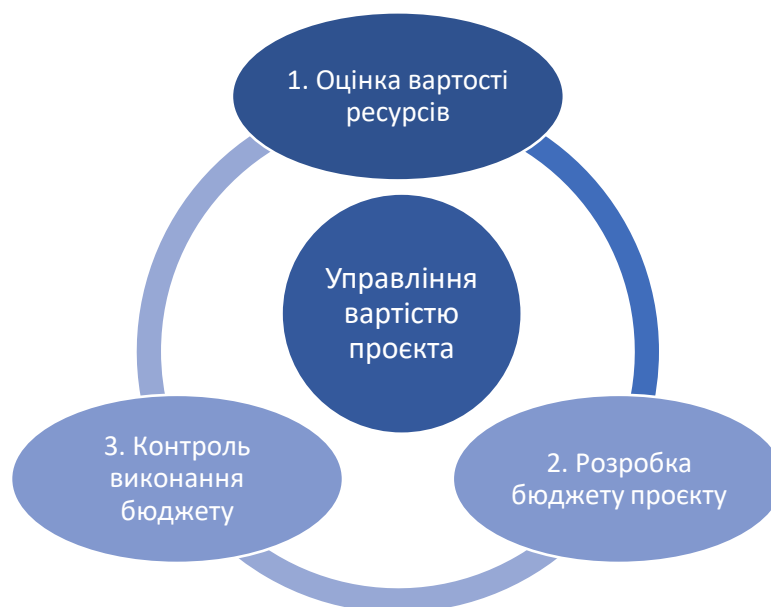 1. Оцінка вартості
ресурсів
Управління
вартістю
проєкта
3. Контроль
виконання
бюджету
2. Розробка
бюджету проєкту